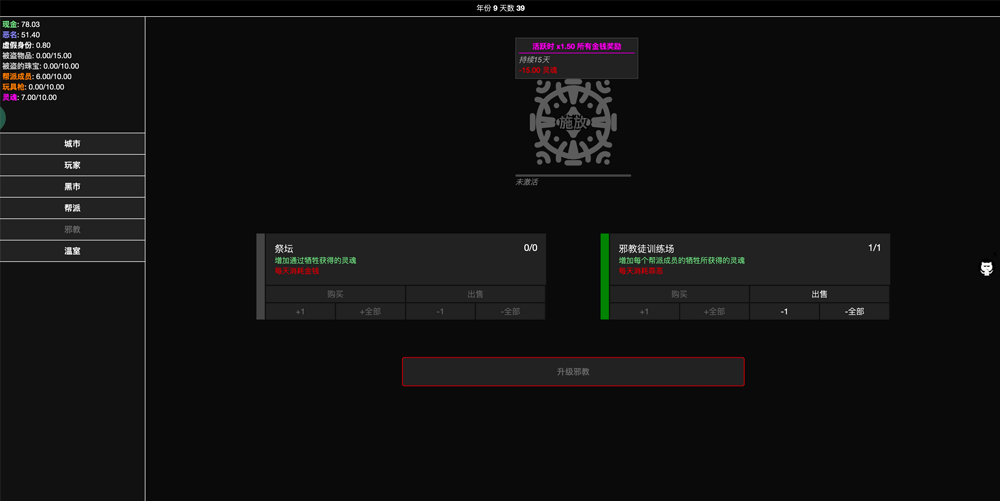 年份 9 天数 39
现金: 78.03
恶名: 51.40
虚假身份: 0.80
被盗物品: 0.00/15.00
被盗的珠宝: 0.00/10.00
帮派成员: 6.00/10.00
玩具枪: 0.00/10.00
灵魂: 7.00/10.00
城市
玩家
黑市
帮派
邪教
温室
活跃时 x1.50 所有金钱奖励
持续15天
-15.00 灵魂
施放
未激活
祭坛 0/0
增加通过牺牲获得的灵魂
每天消耗金钱
购买 出售
+1 +全部 -1 -全部
邪教徒训练场 1/1
增加每个帮派成员的牺牲所获得的灵魂
每天消耗恶名
购买 出售
+1 +全部 -1 -全部
升级邪教